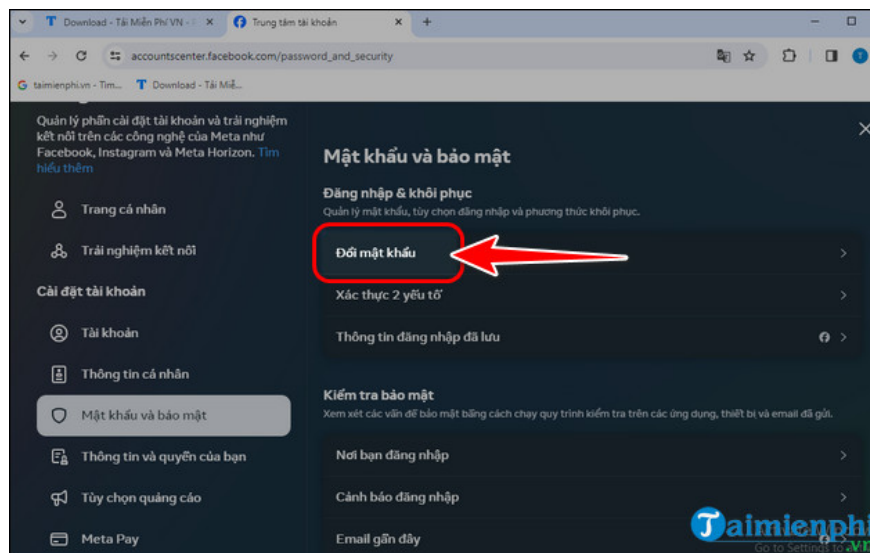 Download - Tải Miễn Phí VN -
Trung tâm tài khoản
accountscenter.facebook.com/password_and_security
taimienphi.vn - Tìm...
Download - Tải Miễ...
Quản lý phần cài đặt tài khoản và trải nghiệm
kết nối trên các công nghệ của Meta như
Facebook, Instagram và Meta Horizon. Tìm
hiểu thêm
Trang cá nhân
Trải nghiệm kết nối
Cài đặt tài khoản
Tài khoản
Thông tin cá nhân
Mật khẩu và bảo mật
Thông tin và quyền của bạn
Tùy chọn quảng cáo
Meta Pay
Mật khẩu và bảo mật
Đăng nhập & khôi phục
Quản lý mật khẩu, tùy chọn đăng nhập và phương thức khôi phục.
Đổi mật khẩu
Xác thực 2 yếu tố
Thông tin đăng nhập đã lưu
Kiểm tra bảo mật
Xem xét các vấn đề bảo mật bằng cách chạy quy trình kiểm tra trên các ứng dụng, thiết bị và email đã gửi.
Nơi bạn đăng nhập
Cảnh báo đăng nhập
Email gần đây
Taimienphi
.vn
Go to Settings to